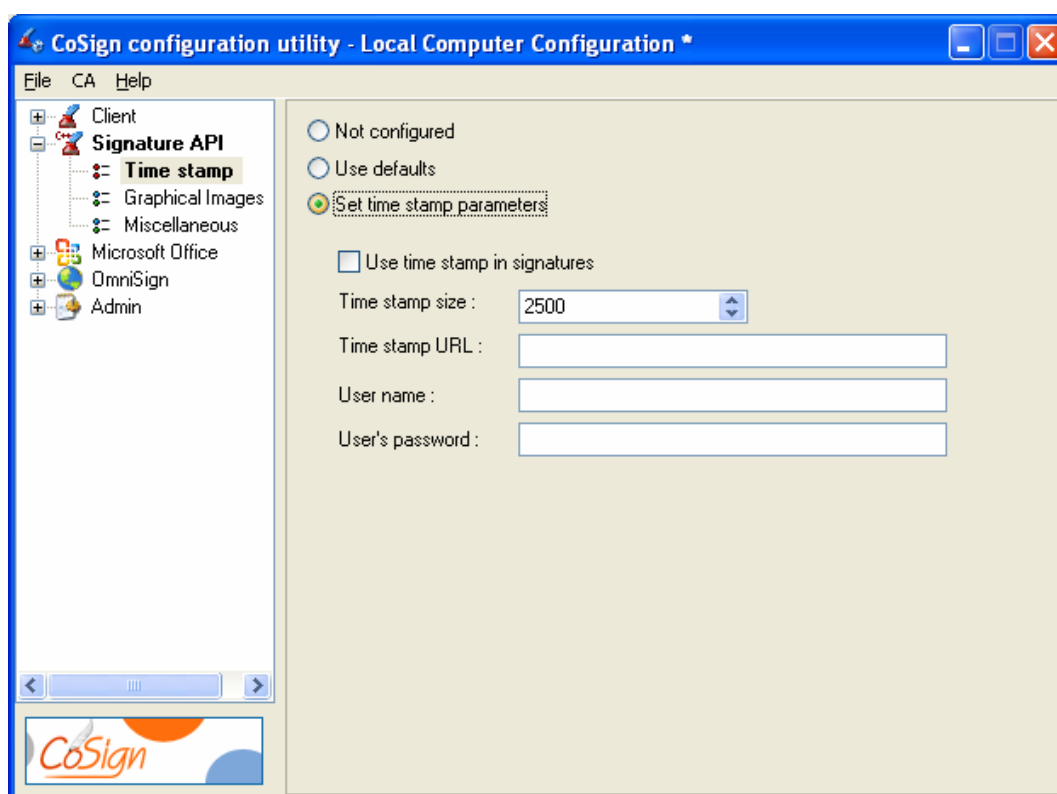 CoSign configuration utility - Local Computer Configuration *
File CA Help
Client
Signature API
Time stamp
Graphical Images
Miscellaneous
Microsoft Office
OmniSign
Admin
Not configured
Use defaults
Set time stamp parameters
Use time stamp in signatures
Time stamp size : 2500
Time stamp URL :
User name :
User's password :
CoSign